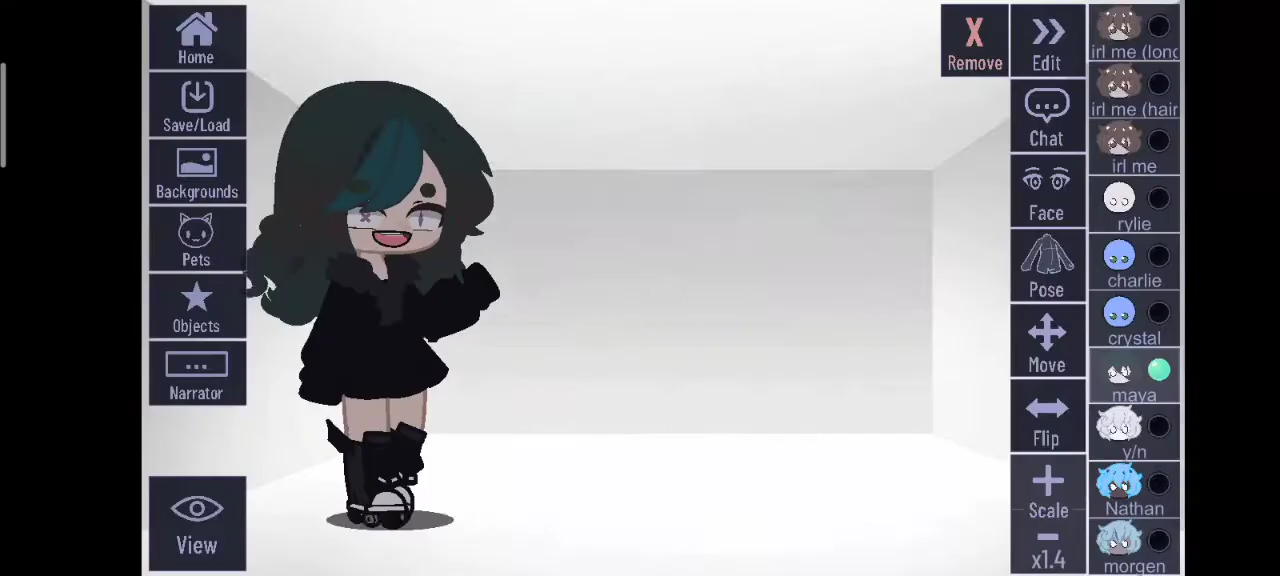 Home
Save/Load
Backgrounds
Pets
Objects
Narrator
View
X
Remove
Edit
Chat
Face
Pose
Move
Flip
Scale
x1.4
irl me (long
irl me (hair
irl me
rylie
charlie
crystal
maya
y/n
Nathan
morgen